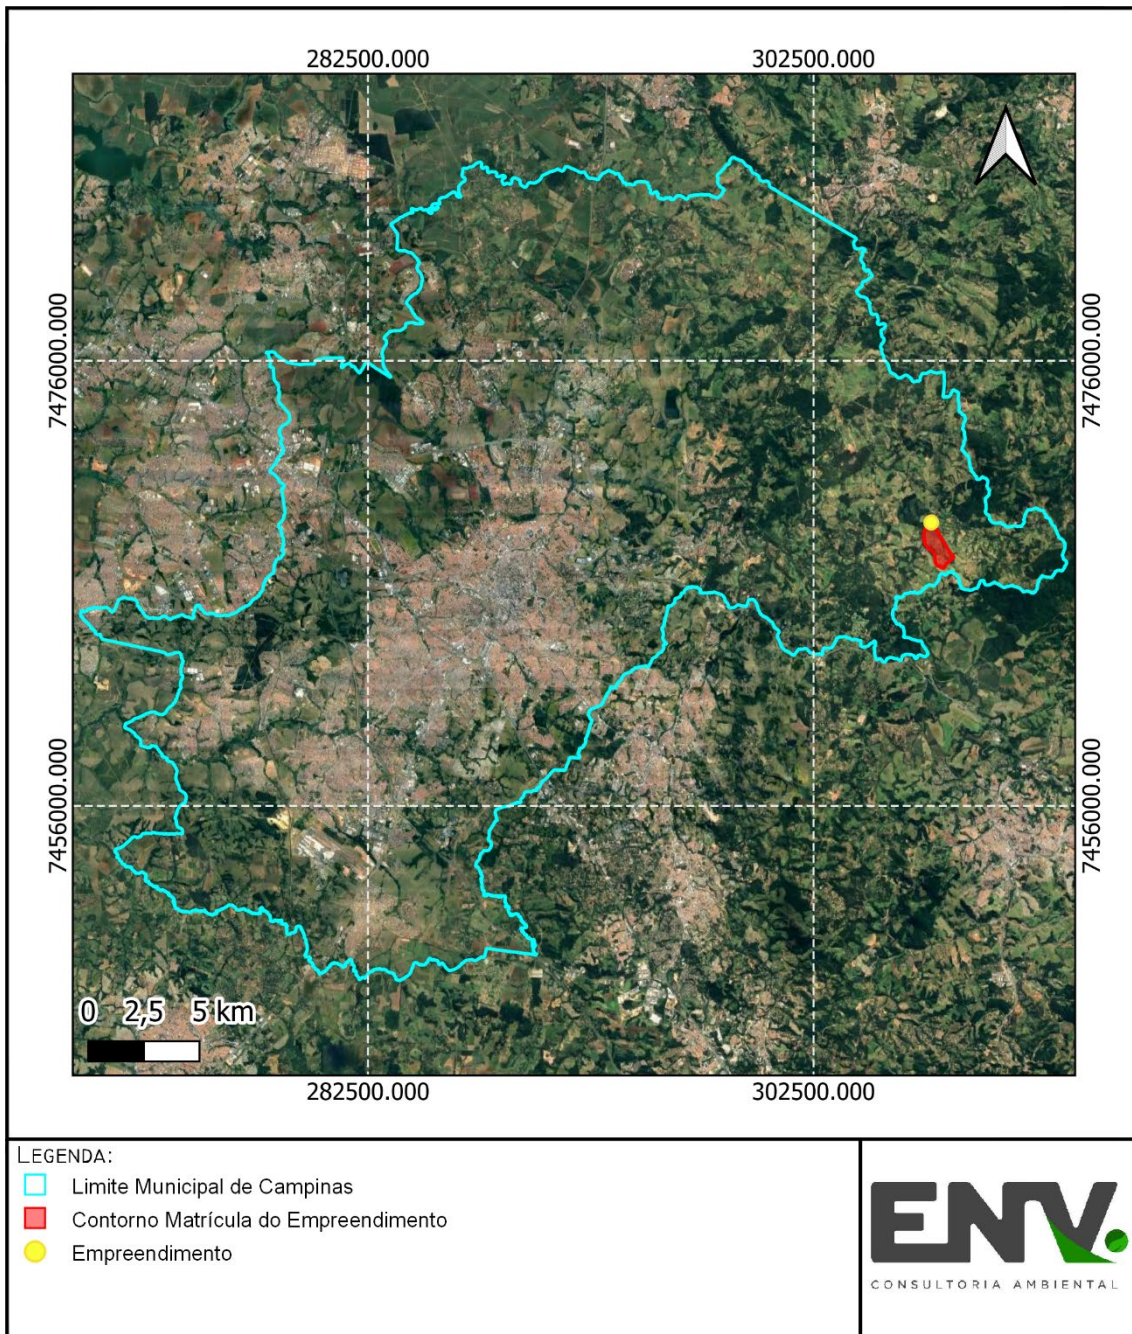 282500.000 302500.000
7476000.000 7476000.000
7456000.000 7456000.000
0 2,5 5 km
282500.000 302500.000
LEGENDA:
Limite Municipal de Campinas
Contorno Matrícula do Empreendimento
Empreendimento
ENV.
CONSULTORIA AMBIENTAL